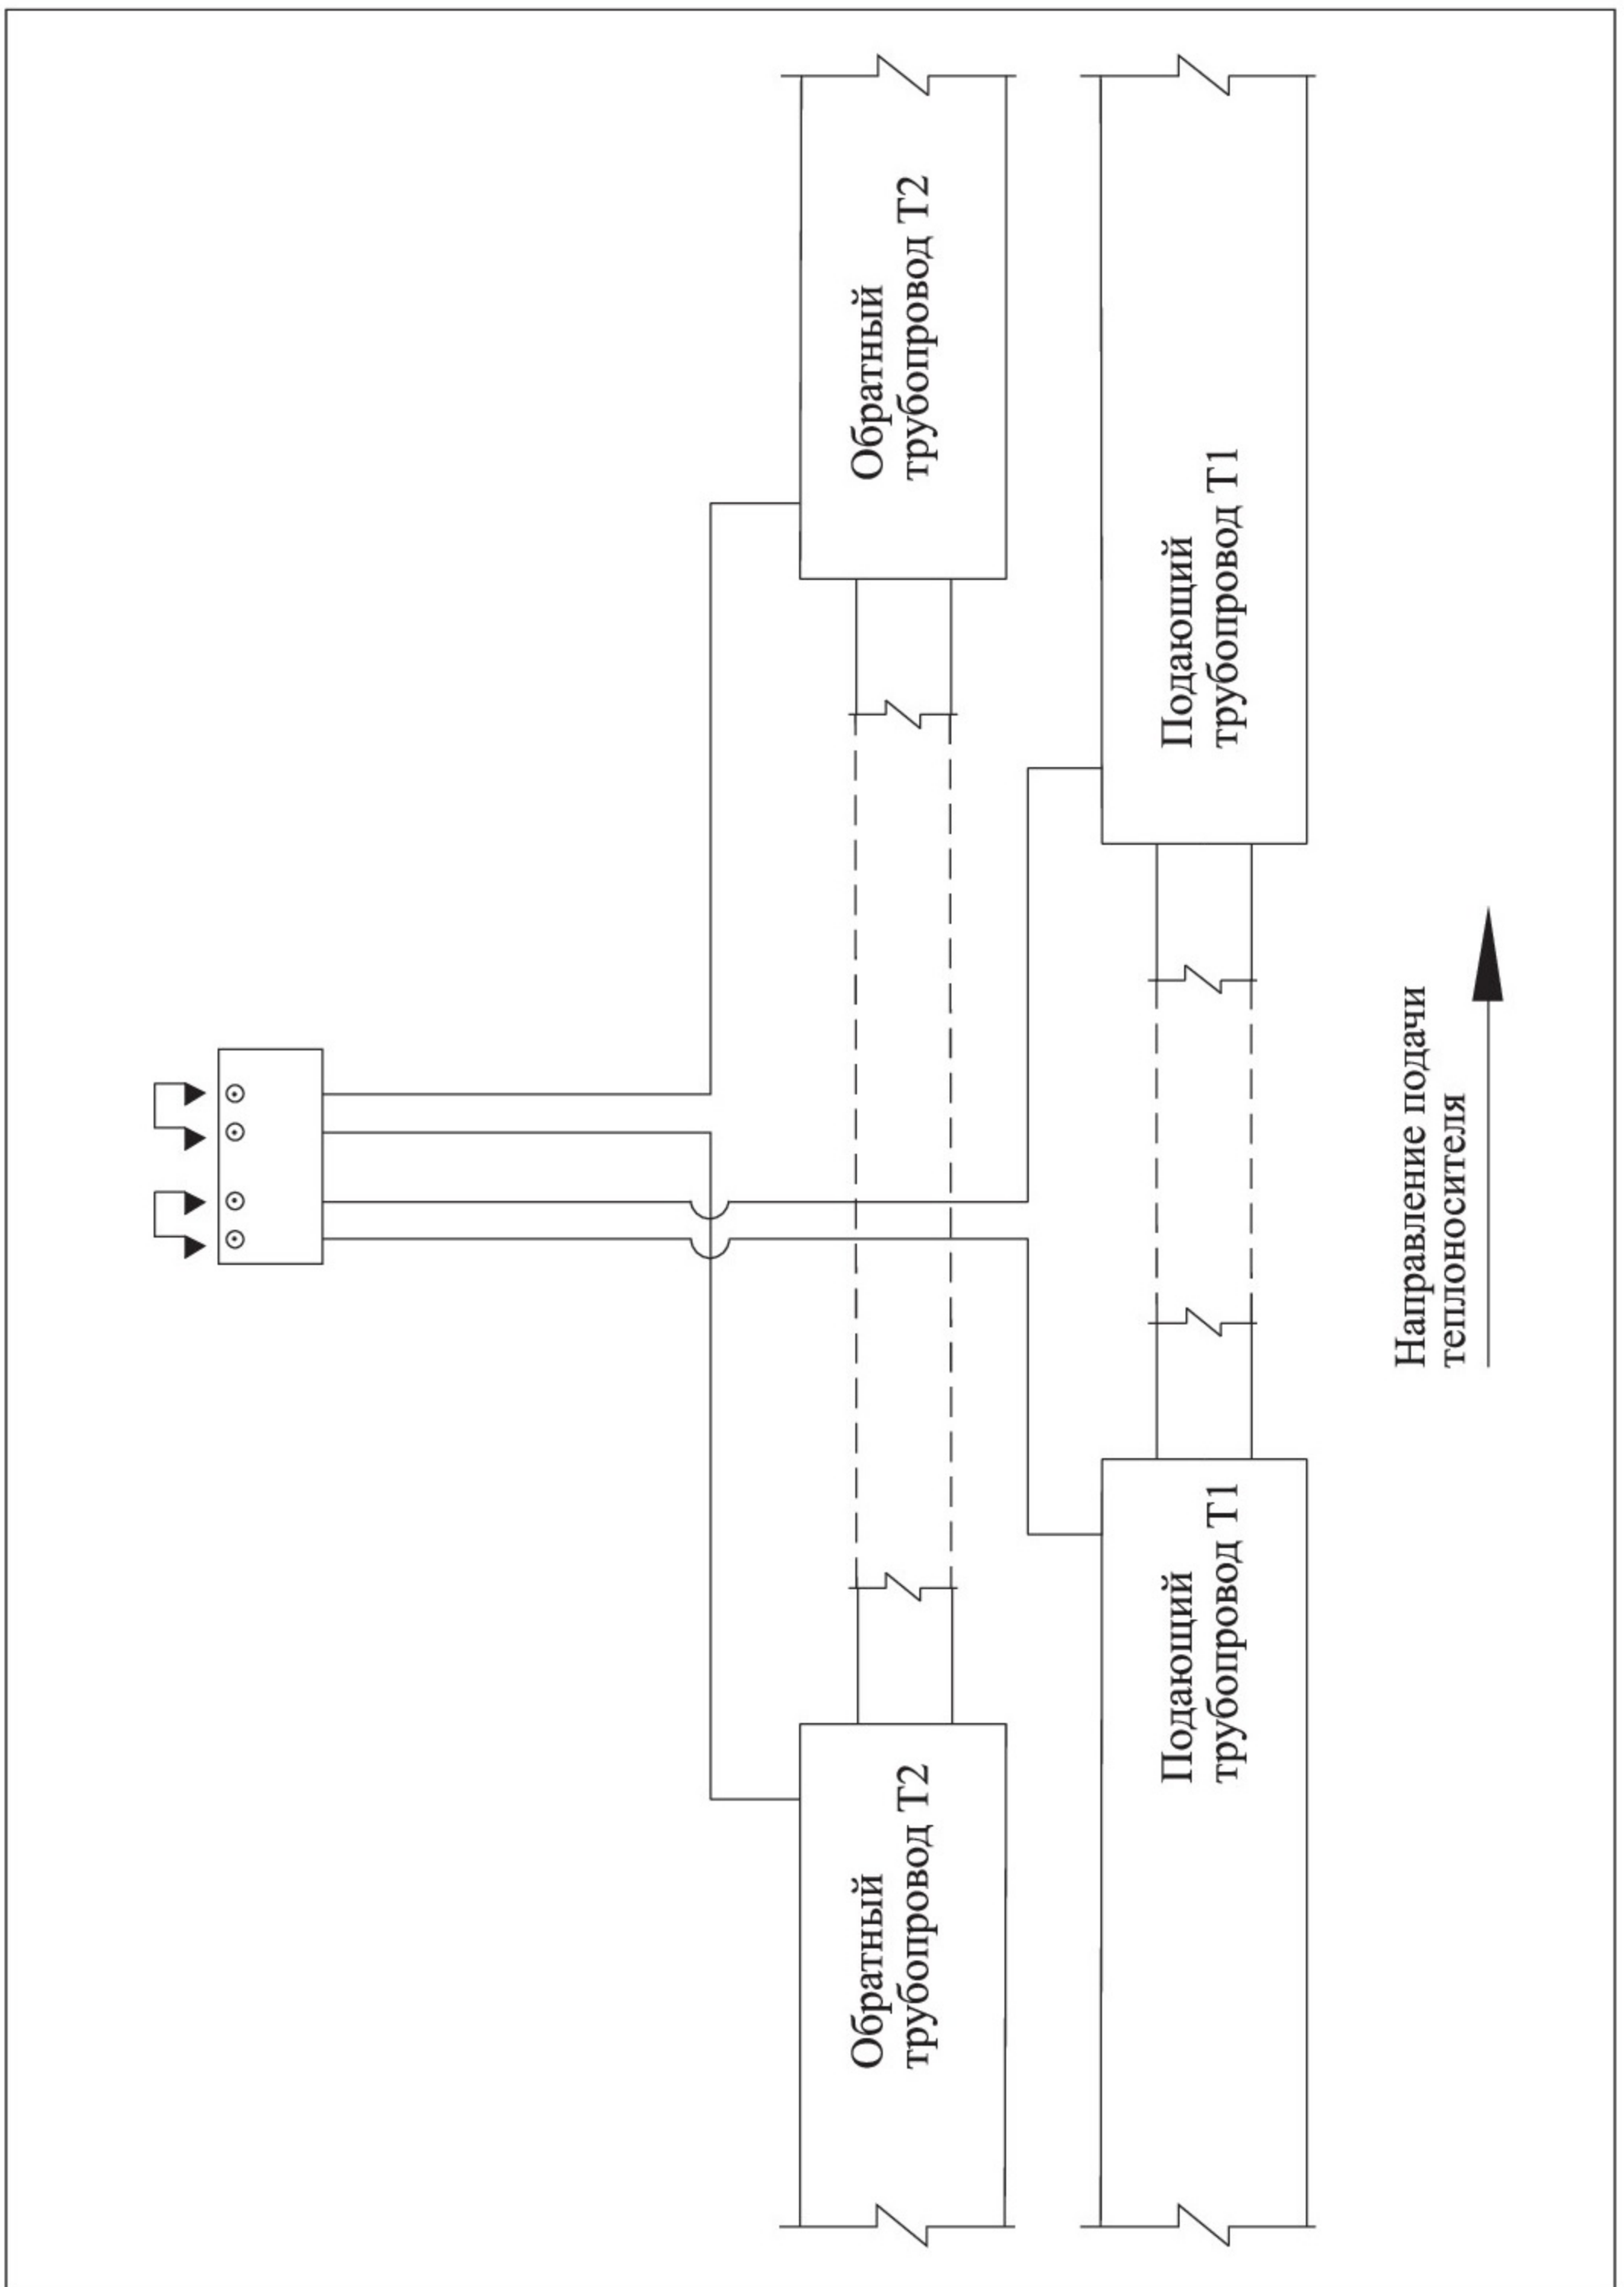 Обратный
трубопровод Т2
Обратный
трубопровод Т2
Подающий
трубопровод Т1
Подающий
трубопровод Т1
Направление подачи
теплоносителя